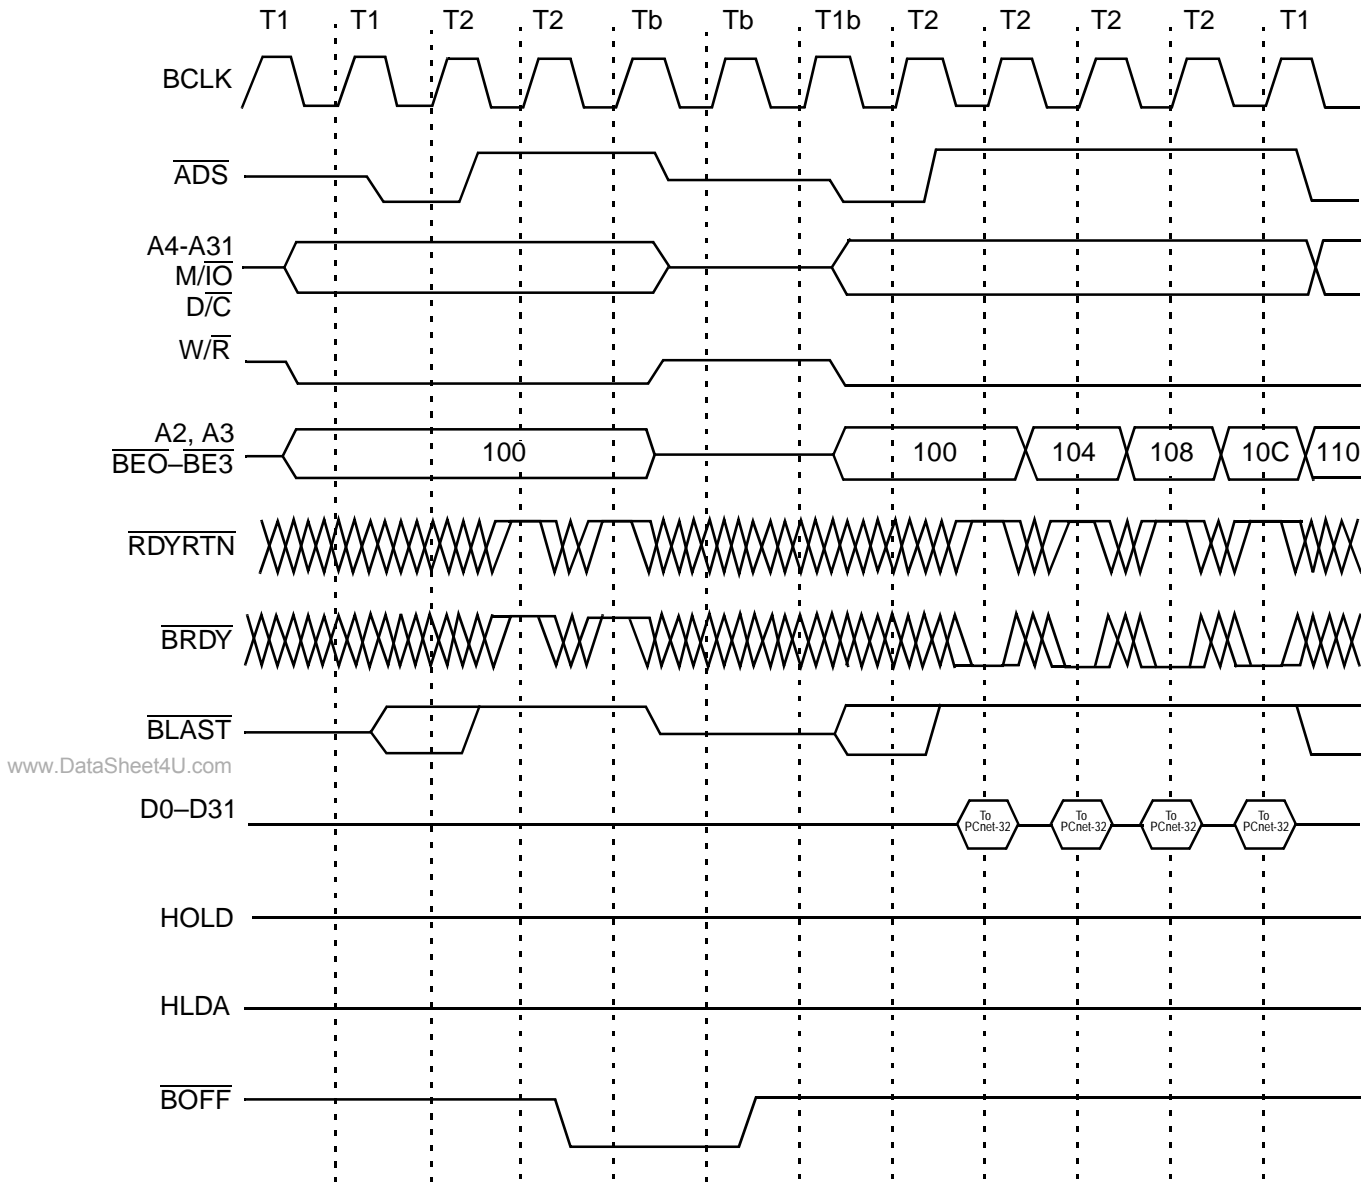 T1 T1 T2 T2 Tb Tb T1b T2 T2 T2 T2 T1
BCLK
ADS
A4-A31
M/IO
D/C
W/R
A2, A3
BEO–BE3
100 100 104 108 10C 110
RDYRTN
BRDY
BLAST
www.DataSheet4U.com
D0–D31
To PCnet-32
To PCnet-32
To PCnet-32
To PCnet-32
HOLD
HLDA
BOFF